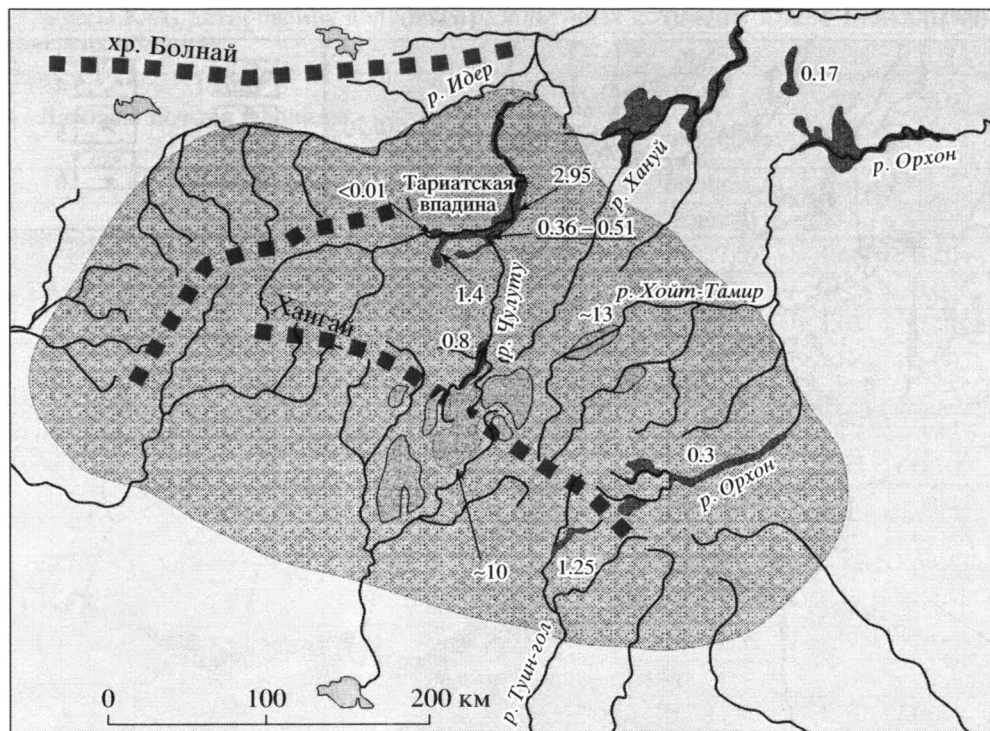 хр. Болнай
р. Идер
0.17
р. Хануй
р. Орхон
<0.01
Тариатская
впадина
2.95
0.36 – 0.51
1.4
р. Чулуту
р. Хойт-Тамир
~13
Хангай
0.8
0.3
р. Орхон
~10
1.25
р. Туин-гол
0
100
200 км